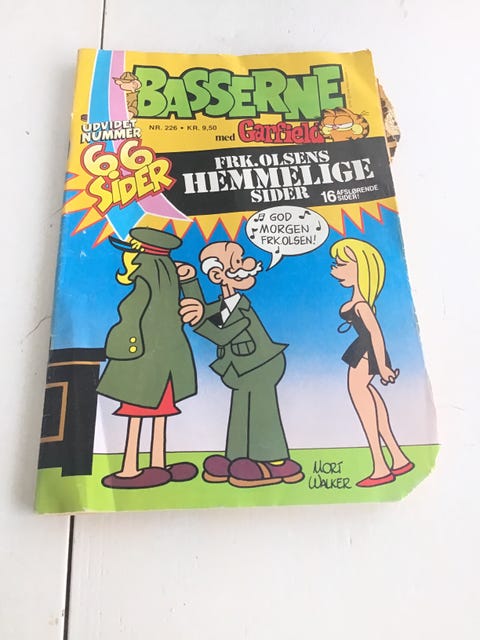 BASSERNE
NR. 226 • KR. 9,50
med Garfield
UDVIDET
NUMMER
66
SIDER
FRK. OLSENS
HEMMELIGE
SIDER
16 AFSLØRENDE
SIDER!
GOD
MORGEN
FRK.OLSEN!
MORT
WALKER